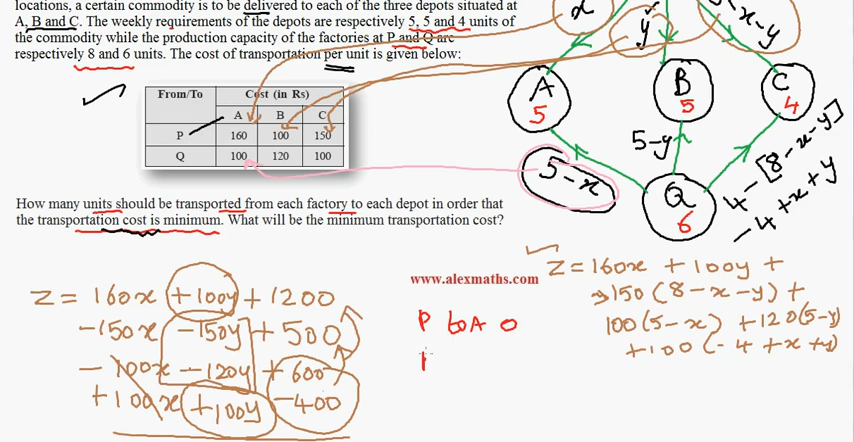 locations, a certain commodity is to be delivered to each of the three depots situated at
A, B and C. The weekly requirements of the depots are respectively 5, 5 and 4 units of
the commodity while the production capacity of the factories at P and Q are
respectively 8 and 6 units. The cost of transportation per unit is given below:
From/To Cost (in Rs)
A B C
P 160 100 150
Q 100 120 100
How many units should be transported from each factory to each depot in order that
the transportation cost is minimum. What will be the minimum transportation cost?
x
y
x-y
A
5
B
5
C
4
5-y
5-x
Q
6
4-[8-x-y]
-4+x+y
www.alexmaths.com
Z = 160x + 100y + 1200
-150x -150y + 500
- 100x - 120y + 600
+100x +100y -400
P to A 0
Z = 160x + 100y +
150 (8-x-y) +
100 (5-x) +120(5-y)
+100 (-4 +x +y)